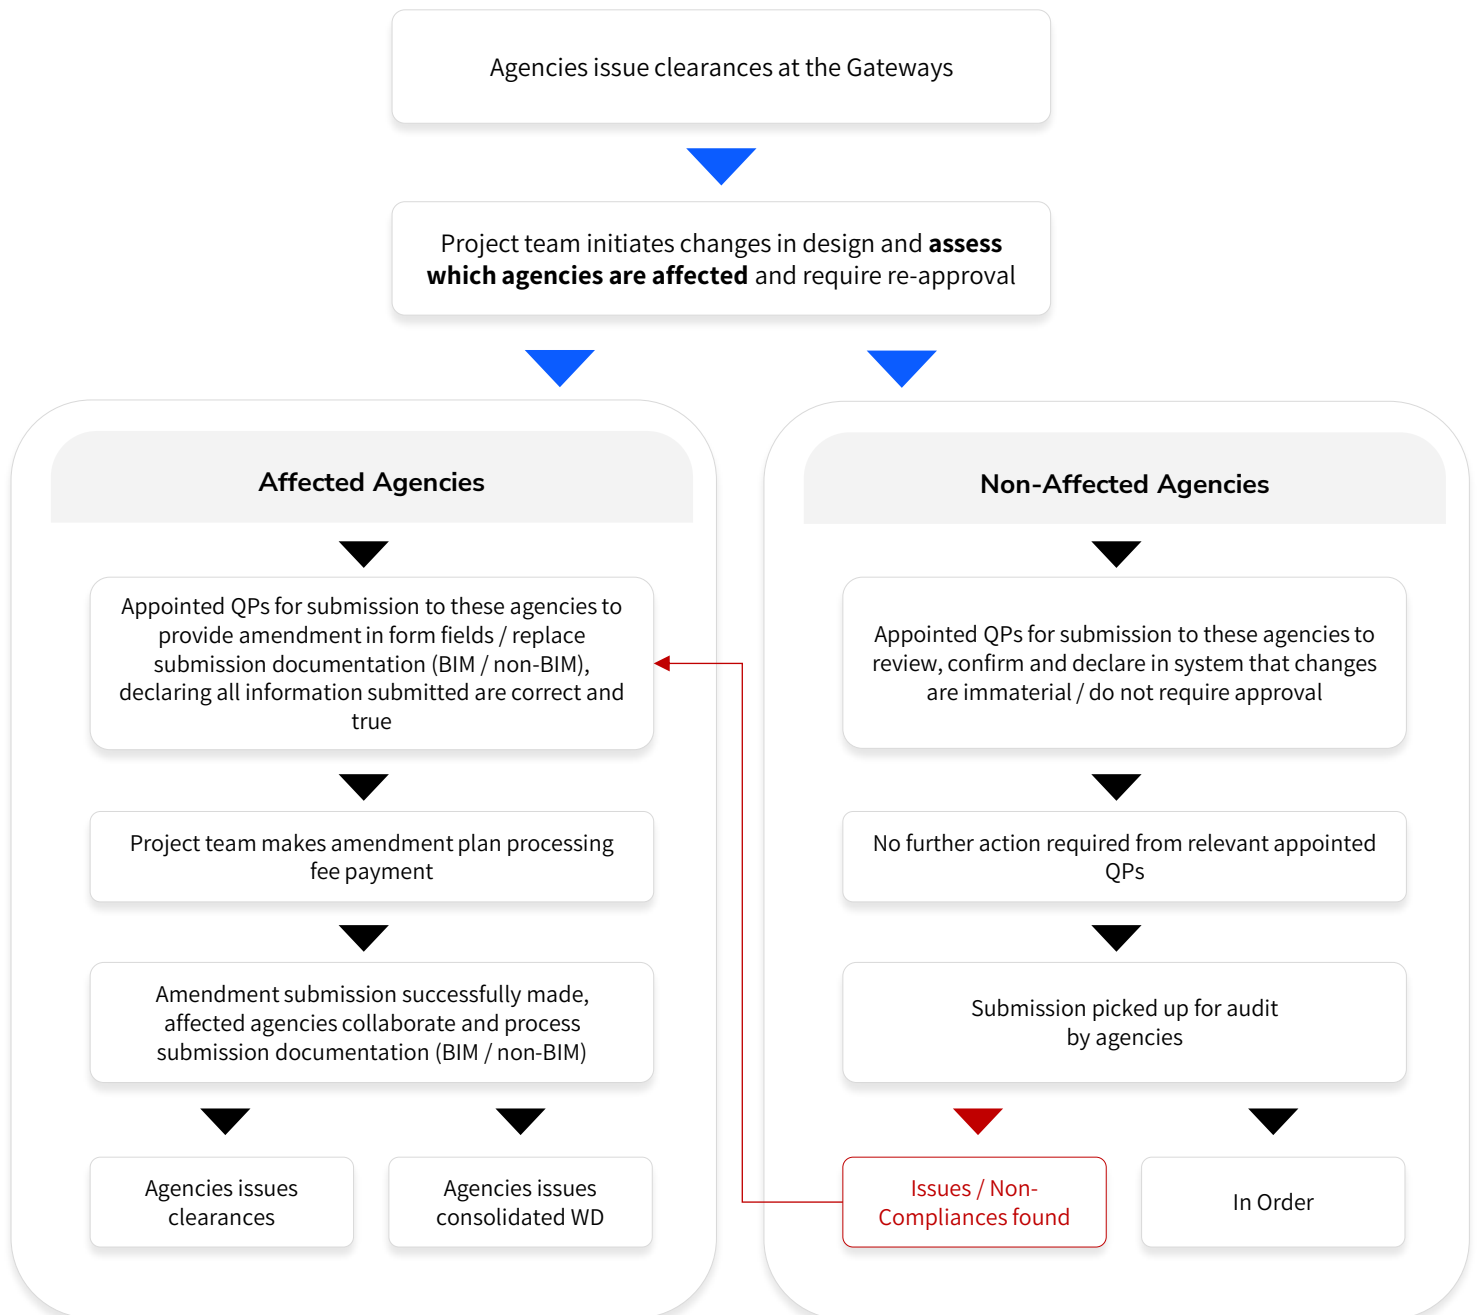 Agencies issue clearances at the Gateways
Project team initiates changes in design and assess
which agencies are affected and require re-approval
Affected Agencies
Appointed QPs for submission to these agencies to
provide amendment in form fields / replace
submission documentation (BIM / non-BIM),
declaring all information submitted are correct and
true
Project team makes amendment plan processing
fee payment
Amendment submission successfully made,
affected agencies collaborate and process
submission documentation (BIM / non-BIM)
Agencies issues
clearances
Agencies issues
consolidated WD
Non-Affected Agencies
Appointed QPs for submission to these agencies to
review, confirm and declare in system that changes
are immaterial / do not require approval
No further action required from relevant appointed
QPs
Submission picked up for audit
by agencies
Issues / Non-
Compliances found
In Order